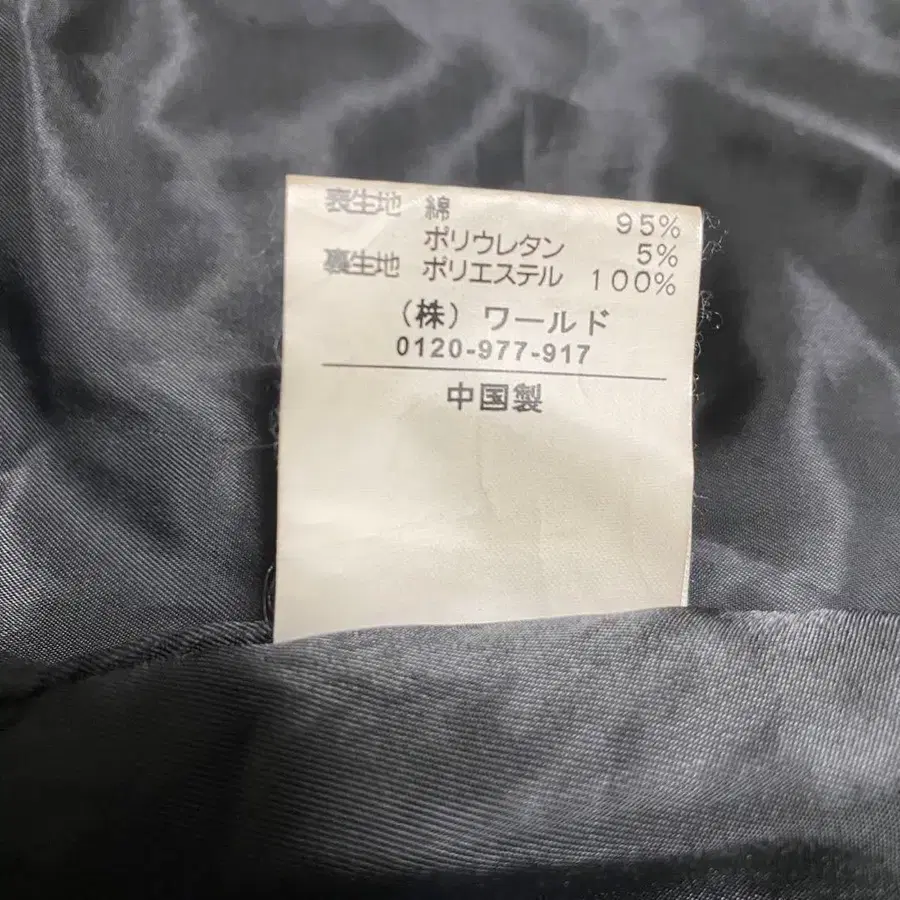 表生地 綿 95%
ポリウレタン 5%
裏生地 ポリエステル 100%
(株) ワールド
0120-977-917
中国製